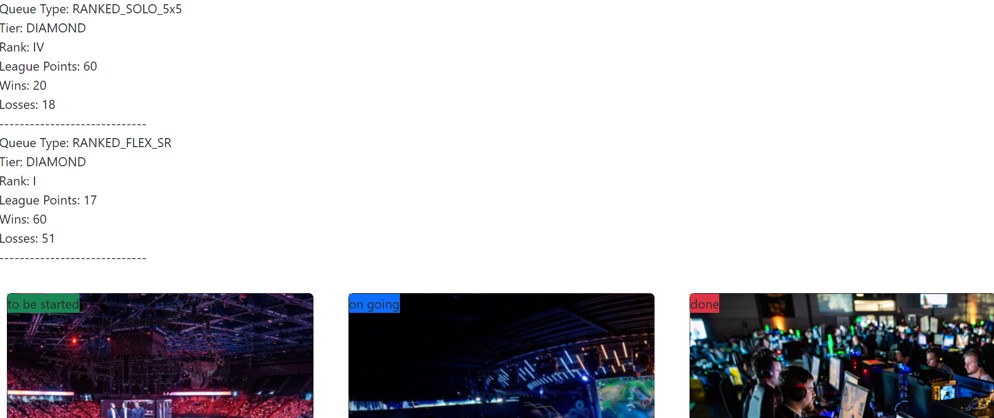 Queue Type: RANKED_SOLO_5x5
Tier: DIAMOND
Rank: IV
League Points: 60
Wins: 20
Losses: 18
-----------------------------
Queue Type: RANKED_FLEX_SR
Tier: DIAMOND
Rank: I
League Points: 17
Wins: 60
Losses: 51
-----------------------------
to be started
on going
done